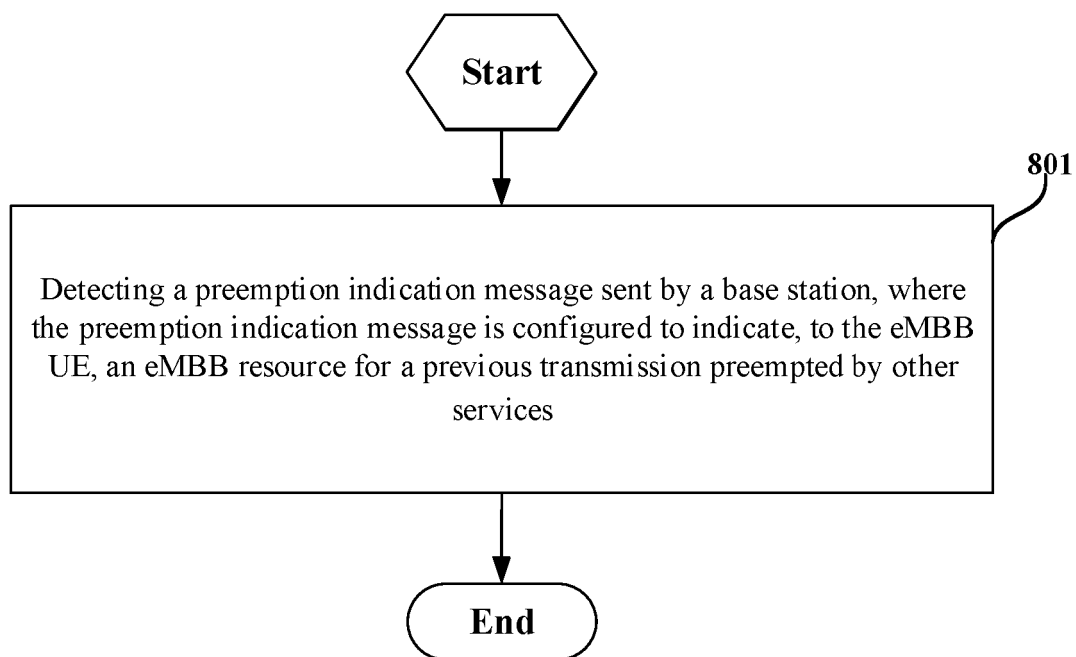 Start
801
Detecting a preemption indication message sent by a base station, where
the preemption indication message is configured to indicate, to the eMBB
UE, an eMBB resource for a previous transmission preempted by other
services
End